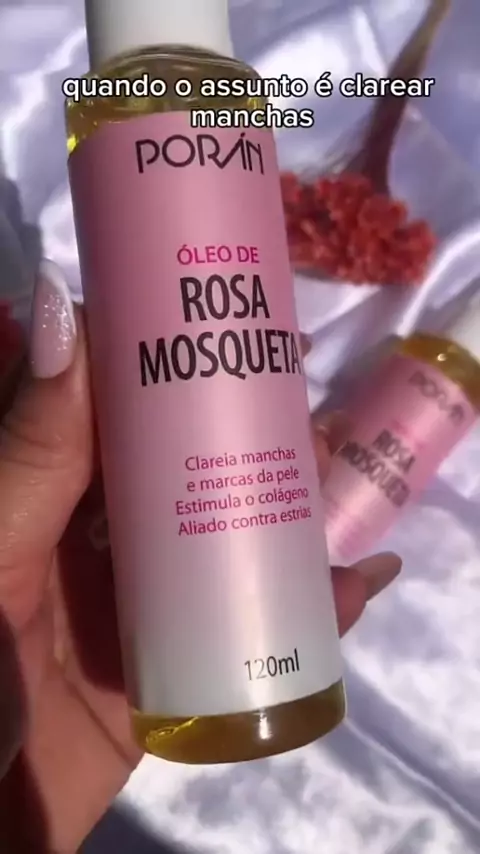 quando o assunto é clarear
manchas
PORÁN
ÓLEO DE
ROSA
MOSQUETA
Clareia manchas
e marcas da pele
Estimula o colágeno
Aliado contra estrias
120ml
PORÁN
ROSA
MOSQUETA